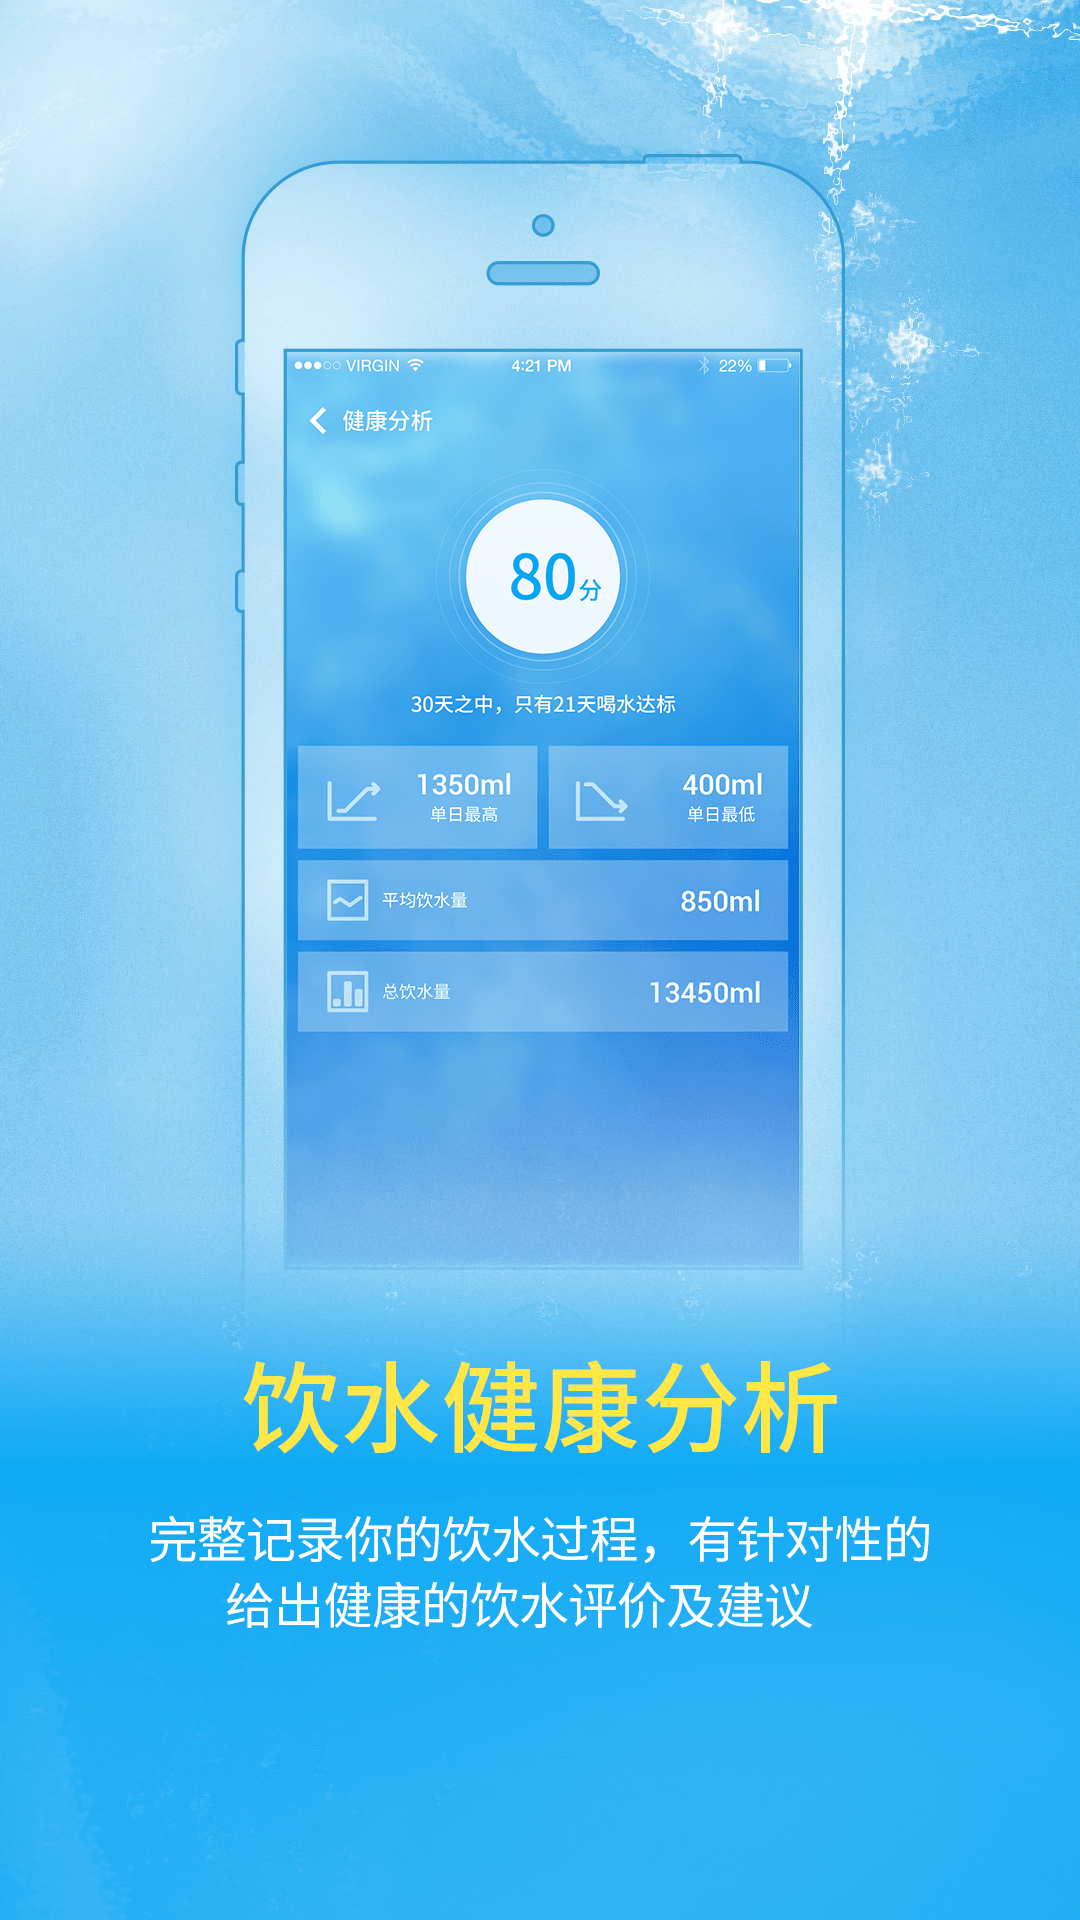 VIRGIN 4:21 PM 22%
健康分析
80分
30天之中，只有21天喝水达标
1350ml
单日最高
400ml
单日最低
平均饮水量 850ml
总饮水量 13450ml
饮水健康分析
完整记录你的饮水过程，有针对性的
给出健康的饮水评价及建议